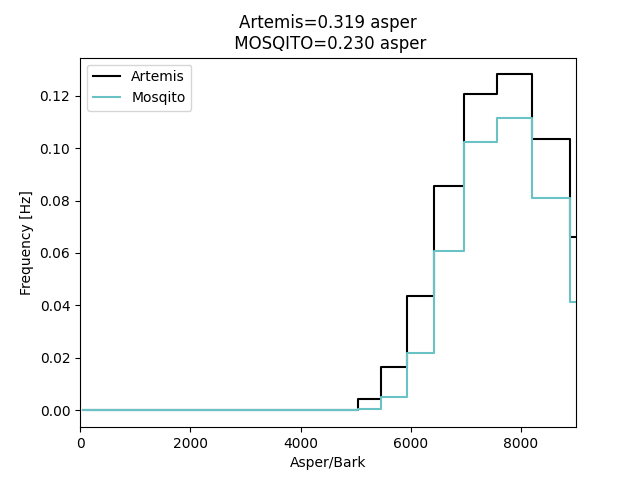 Artemis=0.319 asper
MOSQITO=0.230 asper
Artemis
Mosqito
0.12
0.10
0.08
0.06
0.04
0.02
0.00
Frequency [Hz]
0 2000 4000 6000 8000
Asper/Bark